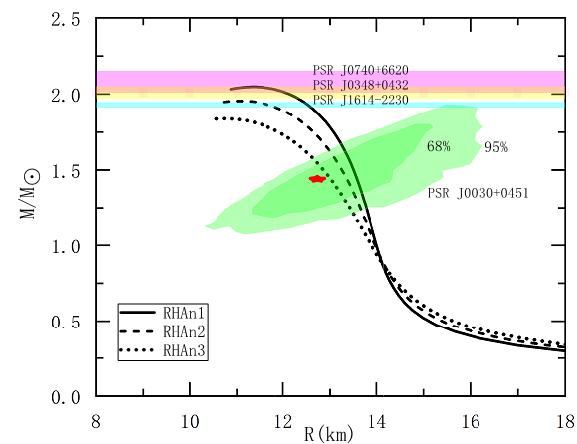 2.5
PSR J0740+6620
PSR J0348+0432
2.0
PSR J1614-2230
68%
95%
1.5
PSR J0030+0451
M/M⊙
1.0
RHAn1
0.5
RHAn2
RHAn3
0.0
8 10 12 14 16 18
R(km)